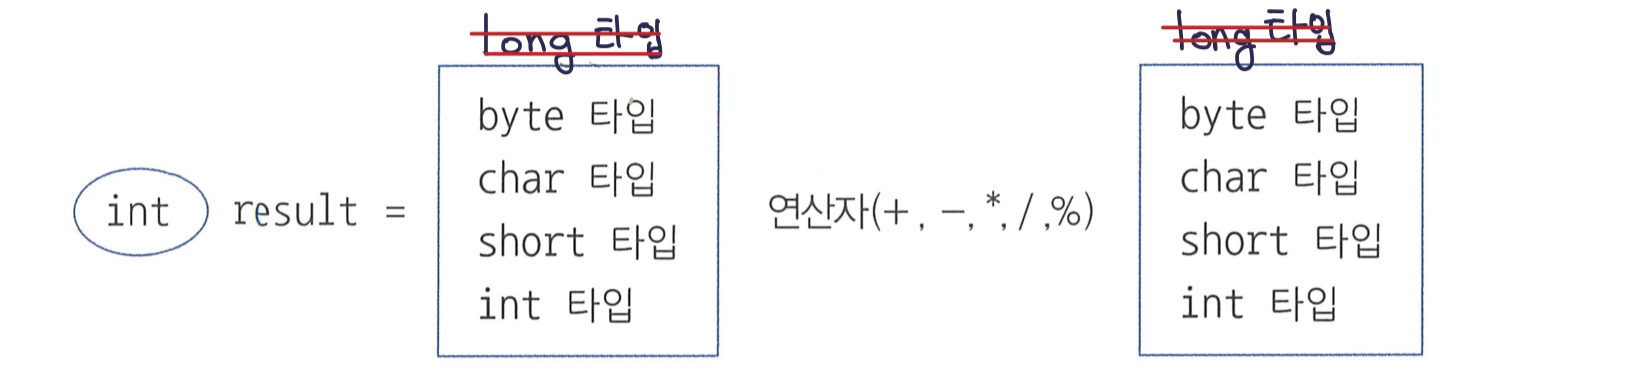 long 타입
byte 타입
char 타입
short 타입
int 타입
int result =
연산자(+, -, *, / ,%)
long 타입
byte 타입
char 타입
short 타입
int 타입